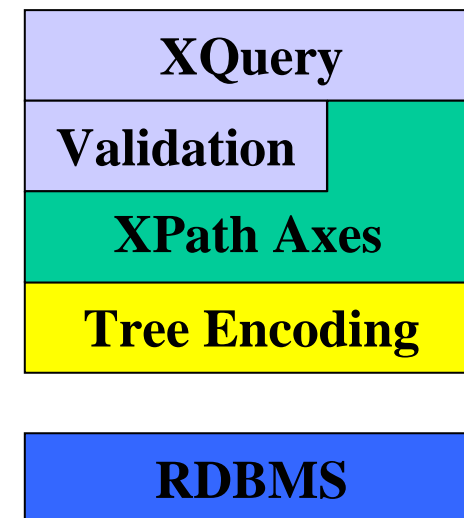 XQuery
Validation
XPath Axes
Tree Encoding
RDBMS